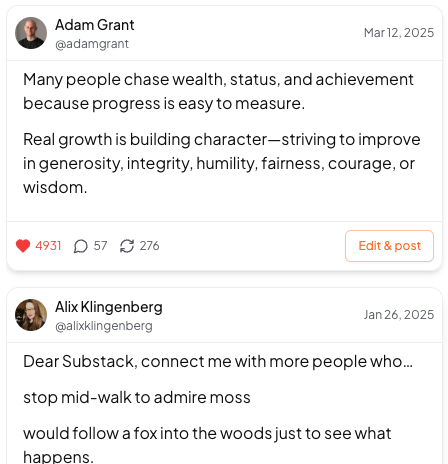 Adam Grant
Mar 12, 2025
@adamgrant
Many people chase wealth, status, and achievement
because progress is easy to measure.
Real growth is building character—striving to improve
in generosity, integrity, humility, fairness, courage, or
wisdom.
4931 57 276 Edit & post
Alix Klingenberg
Jan 26, 2025
@alixklingenberg
Dear Substack, connect me with more people who...
stop mid-walk to admire moss
would follow a fox into the woods just to see what
happens.